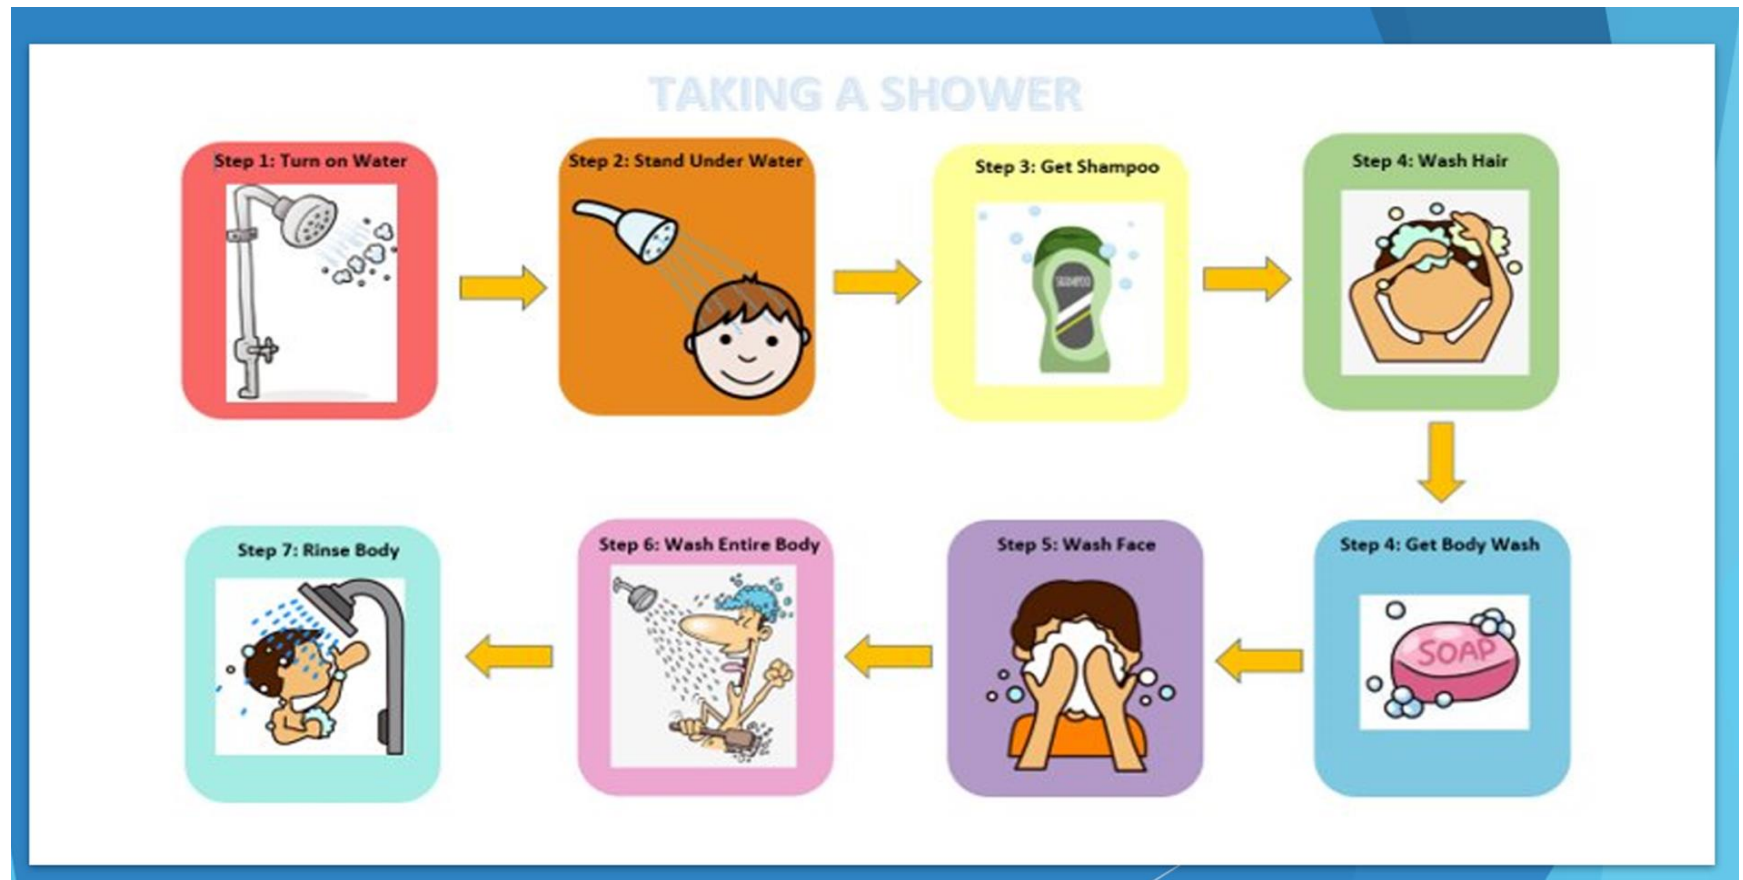 TAKING A SHOWER
Step 1: Turn on Water
Step 2: Stand Under Water
Step 3: Get Shampoo
SHAMPOO
Step 4: Wash Hair
Step 4: Get Body Wash
SOAP
Step 5: Wash Face
Step 6: Wash Entire Body
Step 7: Rinse Body